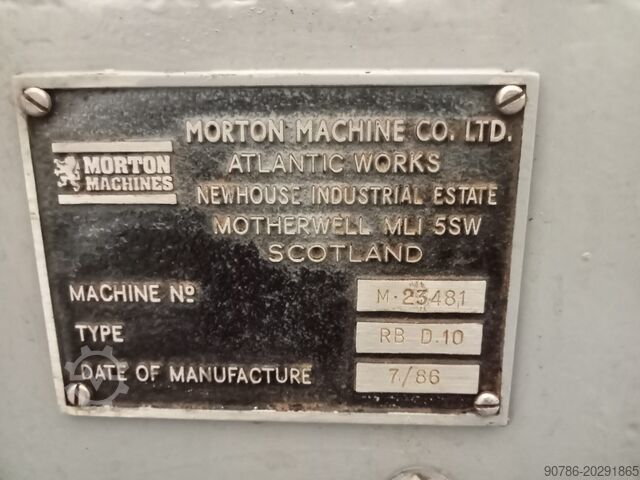 MORTON MACHINE CO. LTD.
MORTON MACHINES
ATLANTIC WORKS
NEWHOUSE INDUSTRIAL ESTATE
MOTHERWELL ML1 5SW
SCOTLAND
MACHINE Nº M-23481
TYPE RB D.10
DATE OF MANUFACTURE 7/86
90786-20291865